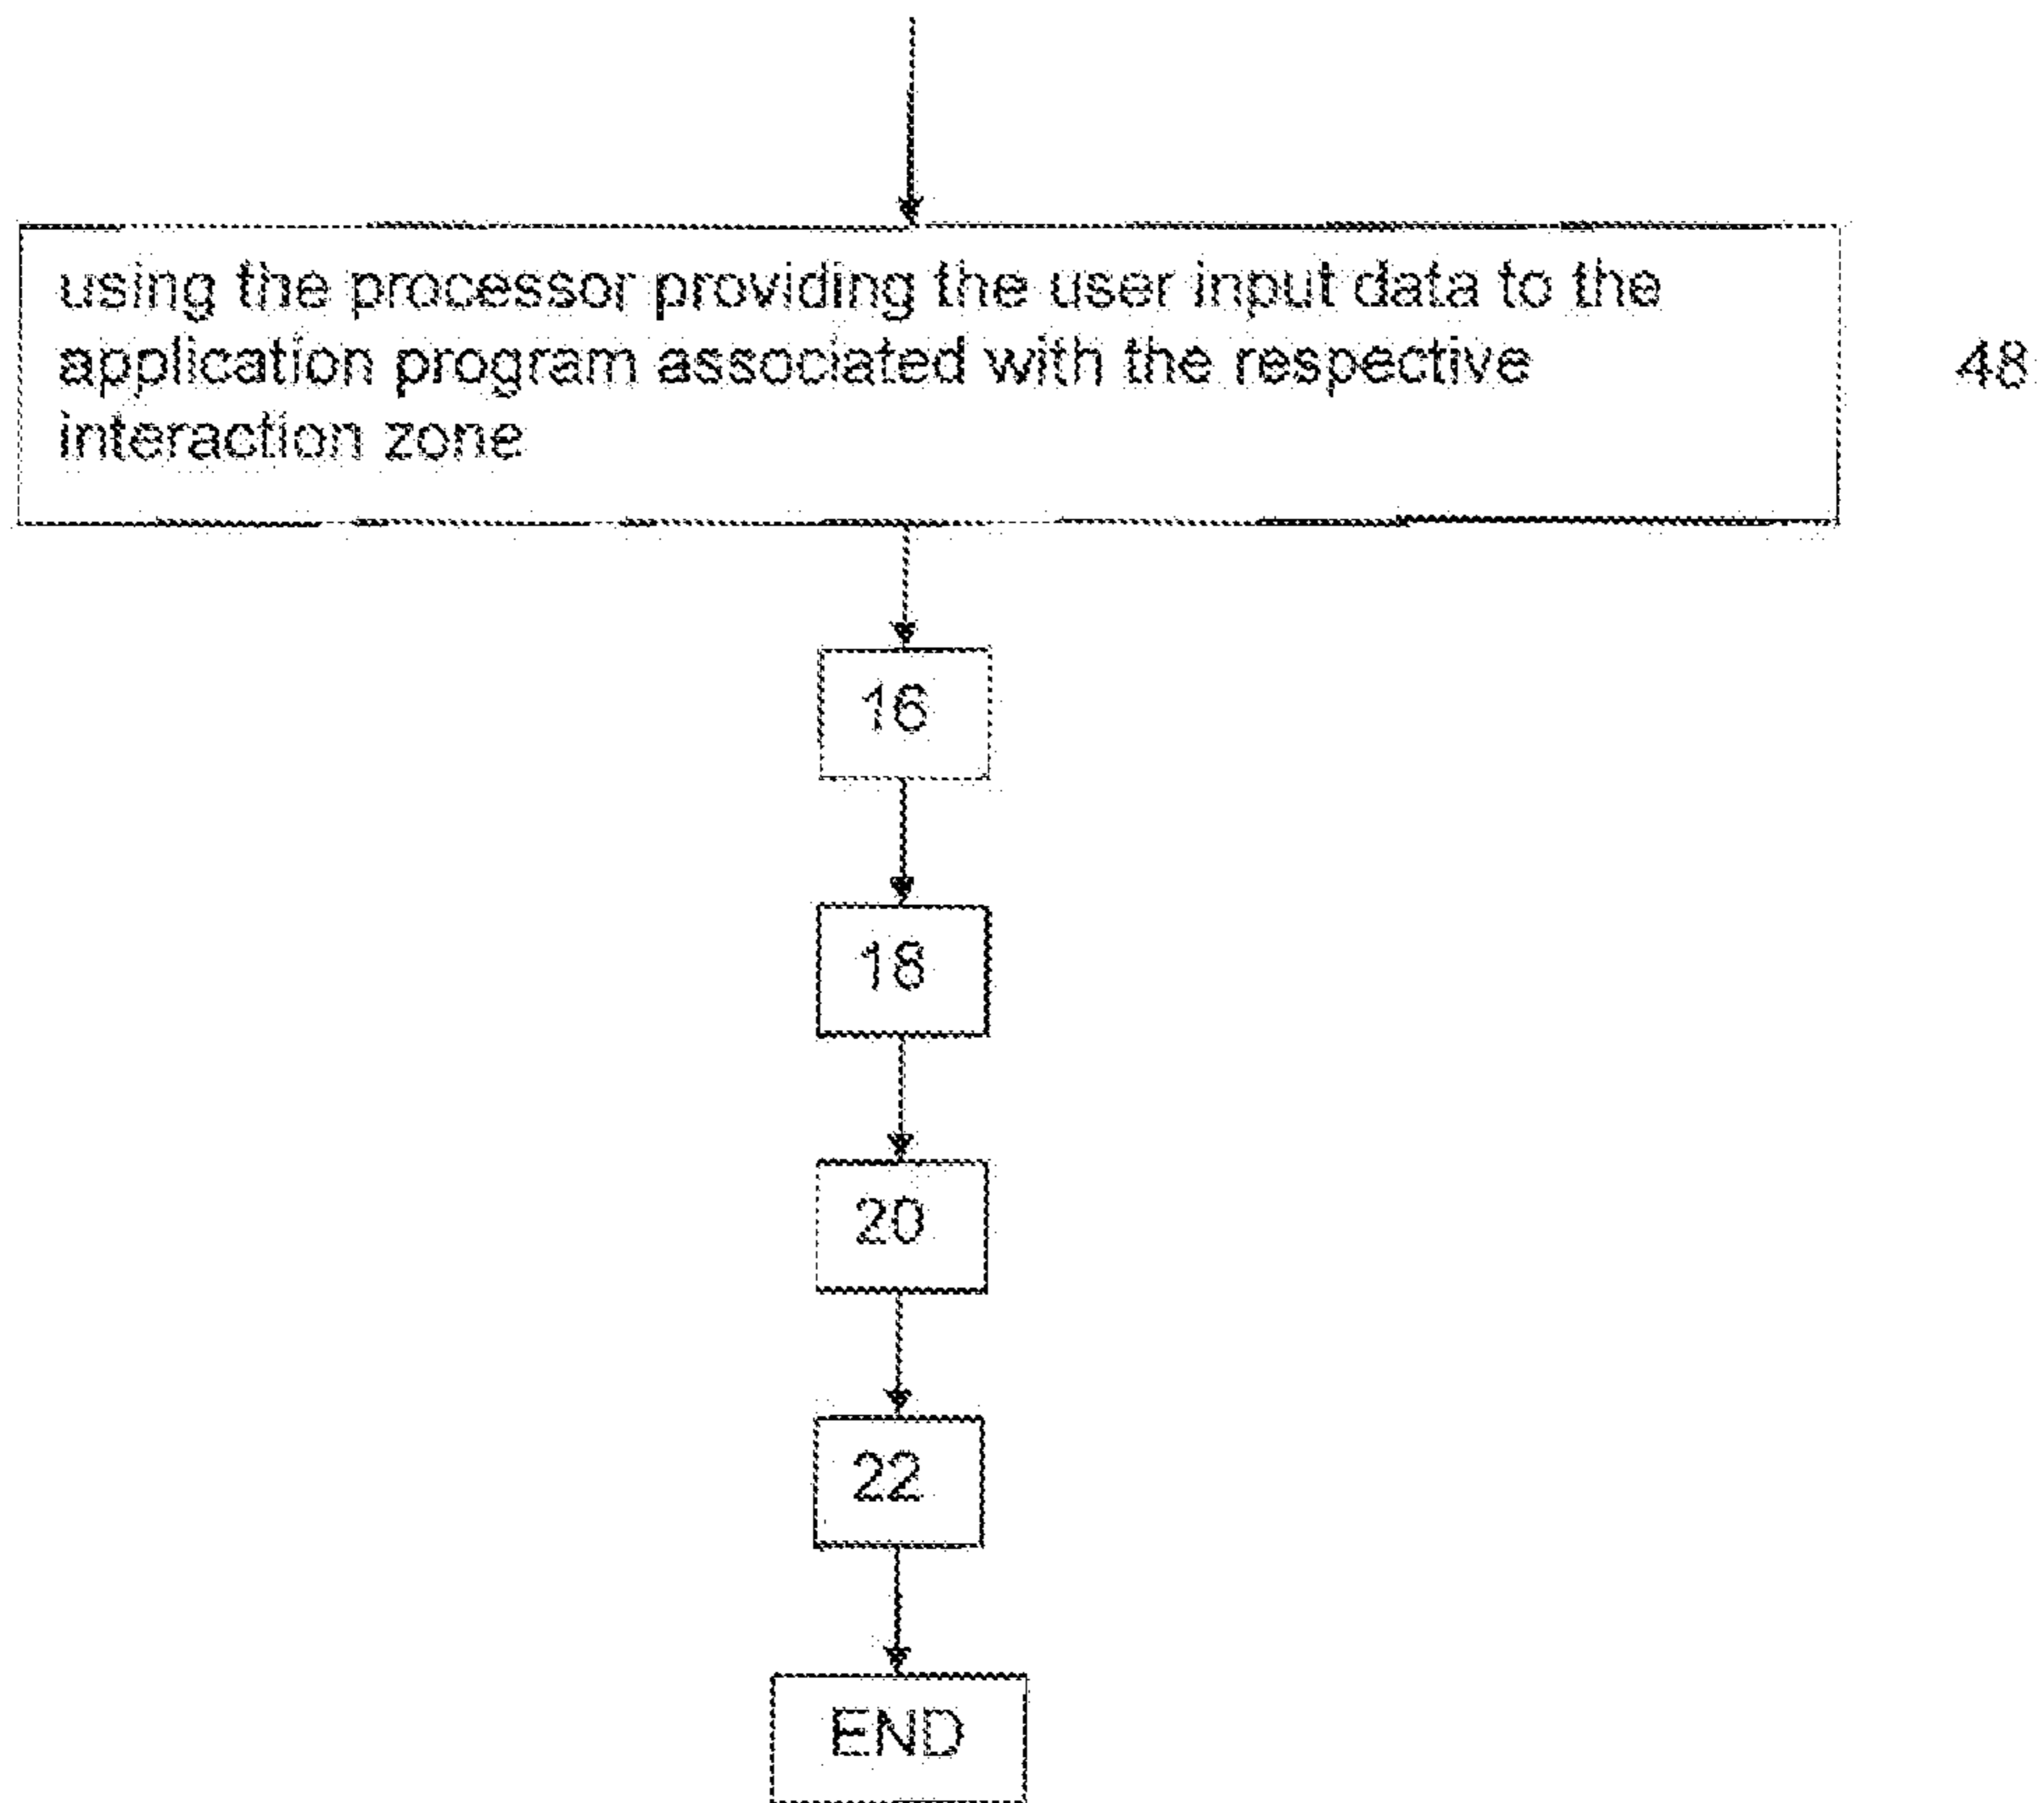 using the processor providing the user input data to the
application program associated with the respective
interaction zone
48
16
18
20
22
END